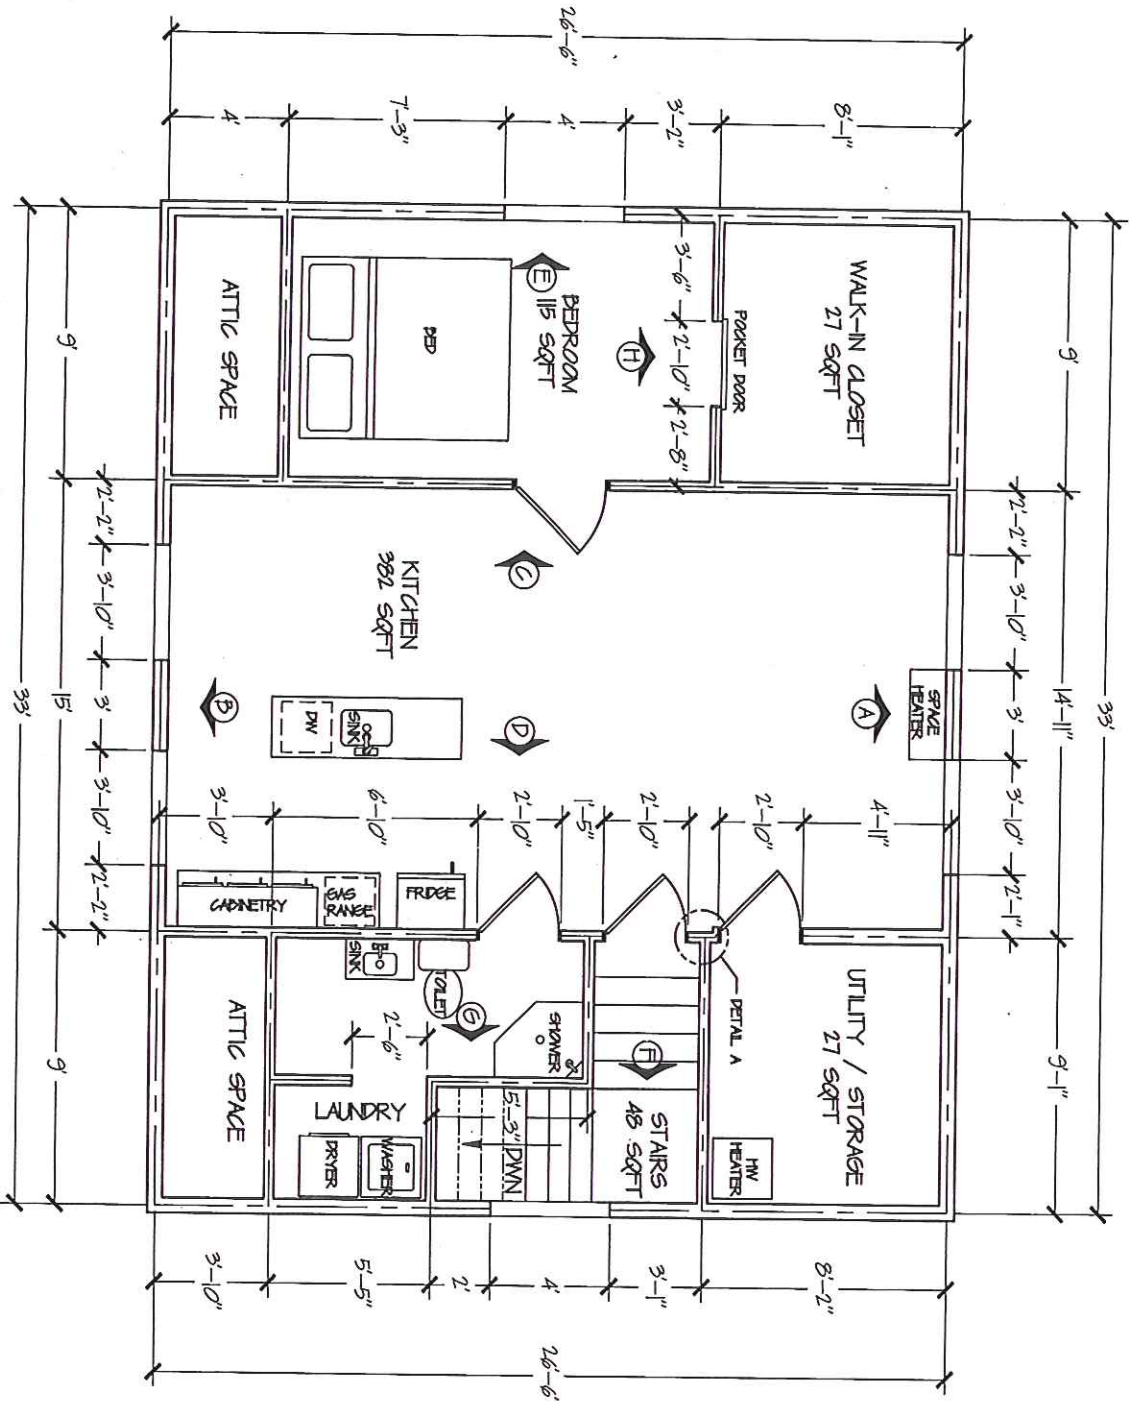 33'
9'
14'-11"
9'-1"
2'-2"
3'-10"
3'
3'-10"
2'-1"
8'-1"
WALK-IN CLOSET
27 SQFT
SPACE
HEATER
A
4'-11"
UTILITY / STORAGE
27 SQFT
8'-2"
POCKET DOOR
2'-10"
DETAIL A
HW
HEATER
3'-2"
3'-6"
2'-10"
2'-8"
H
2'-10"
F
STAIRS
48 SQFT
3'-1"
26'-6"
4'
BEDROOM
115 SQFT
E
1'-5"
SHOWER
4'
26'-6"
C
D
2'-10"
5'-3"
DWN
G
2'
7'-3"
BED
KITCHEN
382 SQFT
6'-10"
FRIDGE
TOILET
2'-6"
LAUNDRY
WASHER
5'-5"
SINK
DW
GAS
RANGE
SINK
DRYER
4'
ATTIC SPACE
B
3'-10"
CABINETRY
ATTIC SPACE
3'-10"
2'-2"
3'-10"
3'
3'-10"
2'-2"
9'
15'
9'
33'